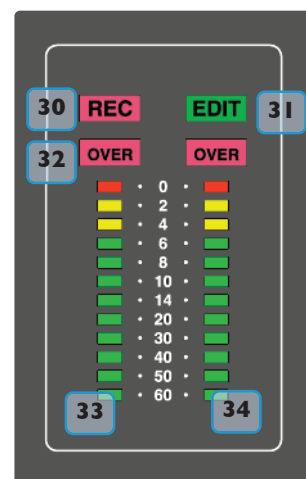 30 REC EDIT 31
32 OVER OVER
· 0 ·
· 2 ·
· 4 ·
· 6 ·
· 8 ·
· 10 ·
· 14 ·
· 20 ·
· 30 ·
· 40 ·
· 50 ·
· 60 ·
33 34